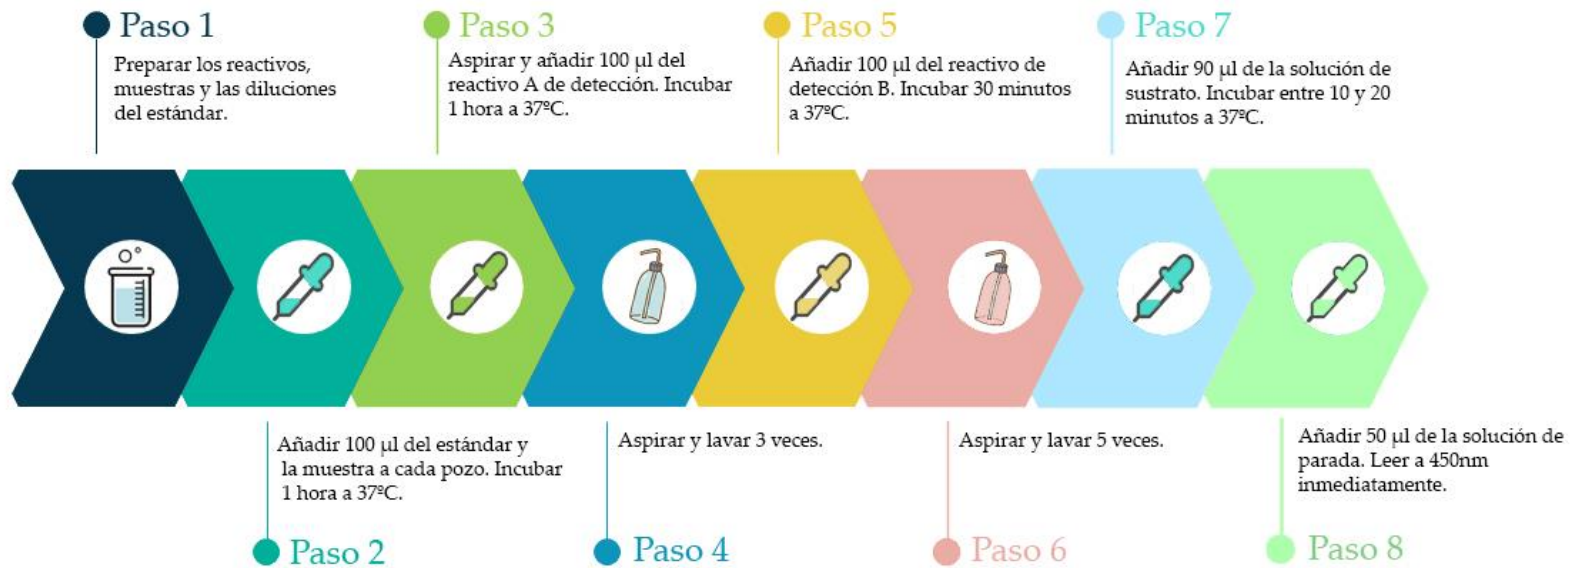 Paso 1
Preparar los reactivos,
muestras y las diluciones
del estándar.
Añadir 100 µl del estándar y
la muestra a cada pozo. Incubar
1 hora a 37ºC.
Paso 2
Paso 3
Aspirar y añadir 100 µl del
reactivo A de detección. Incubar
1 hora a 37ºC.
Aspirar y lavar 3 veces.
Paso 4
Paso 5
Añadir 100 µl del reactivo de
detección B. Incubar 30 minutos
a 37ºC.
Aspirar y lavar 5 veces.
Paso 6
Paso 7
Añadir 90 µl de la solución de
sustrato. Incubar entre 10 y 20
minutos a 37ºC.
Añadir 50 µl de la solución de
parada. Leer a 450nm
inmediatamente.
Paso 8